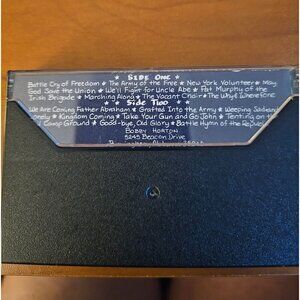 ★ ★ SIDE ONE ★ ★
Battle Cry of Freedom ★ The Army of the Free ★ New York Volunteer ★ May
God Save the Union ★ We'll Fight for Uncle Abe ★ Pat Murphy of the
Irish Brigade ★ Marching Along ★ The Vacant Chair ★ The Why & Wherefore
★ ★ Side Two ★ ★ ★
We Are Coming Father Abraham ★ Grafted Into the Army ★ Weeping Sad and
Lonely ★ Kingdom Coming ★ Take Your Gun and Go John ★ Tenting on the
Camp Ground ★ Good-bye, Old Glory ★ Battle Hymn of the Republic
BOBBY HORTON
5245 BEACON DRIVE